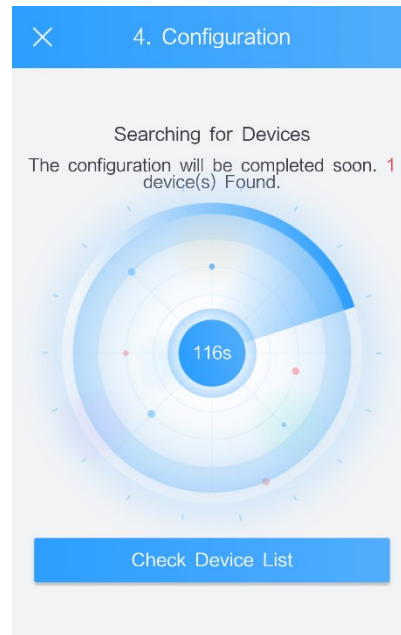 4. Configuration
Searching for Devices
The configuration will be completed soon. 1
device(s) Found.
116s
Check Device List